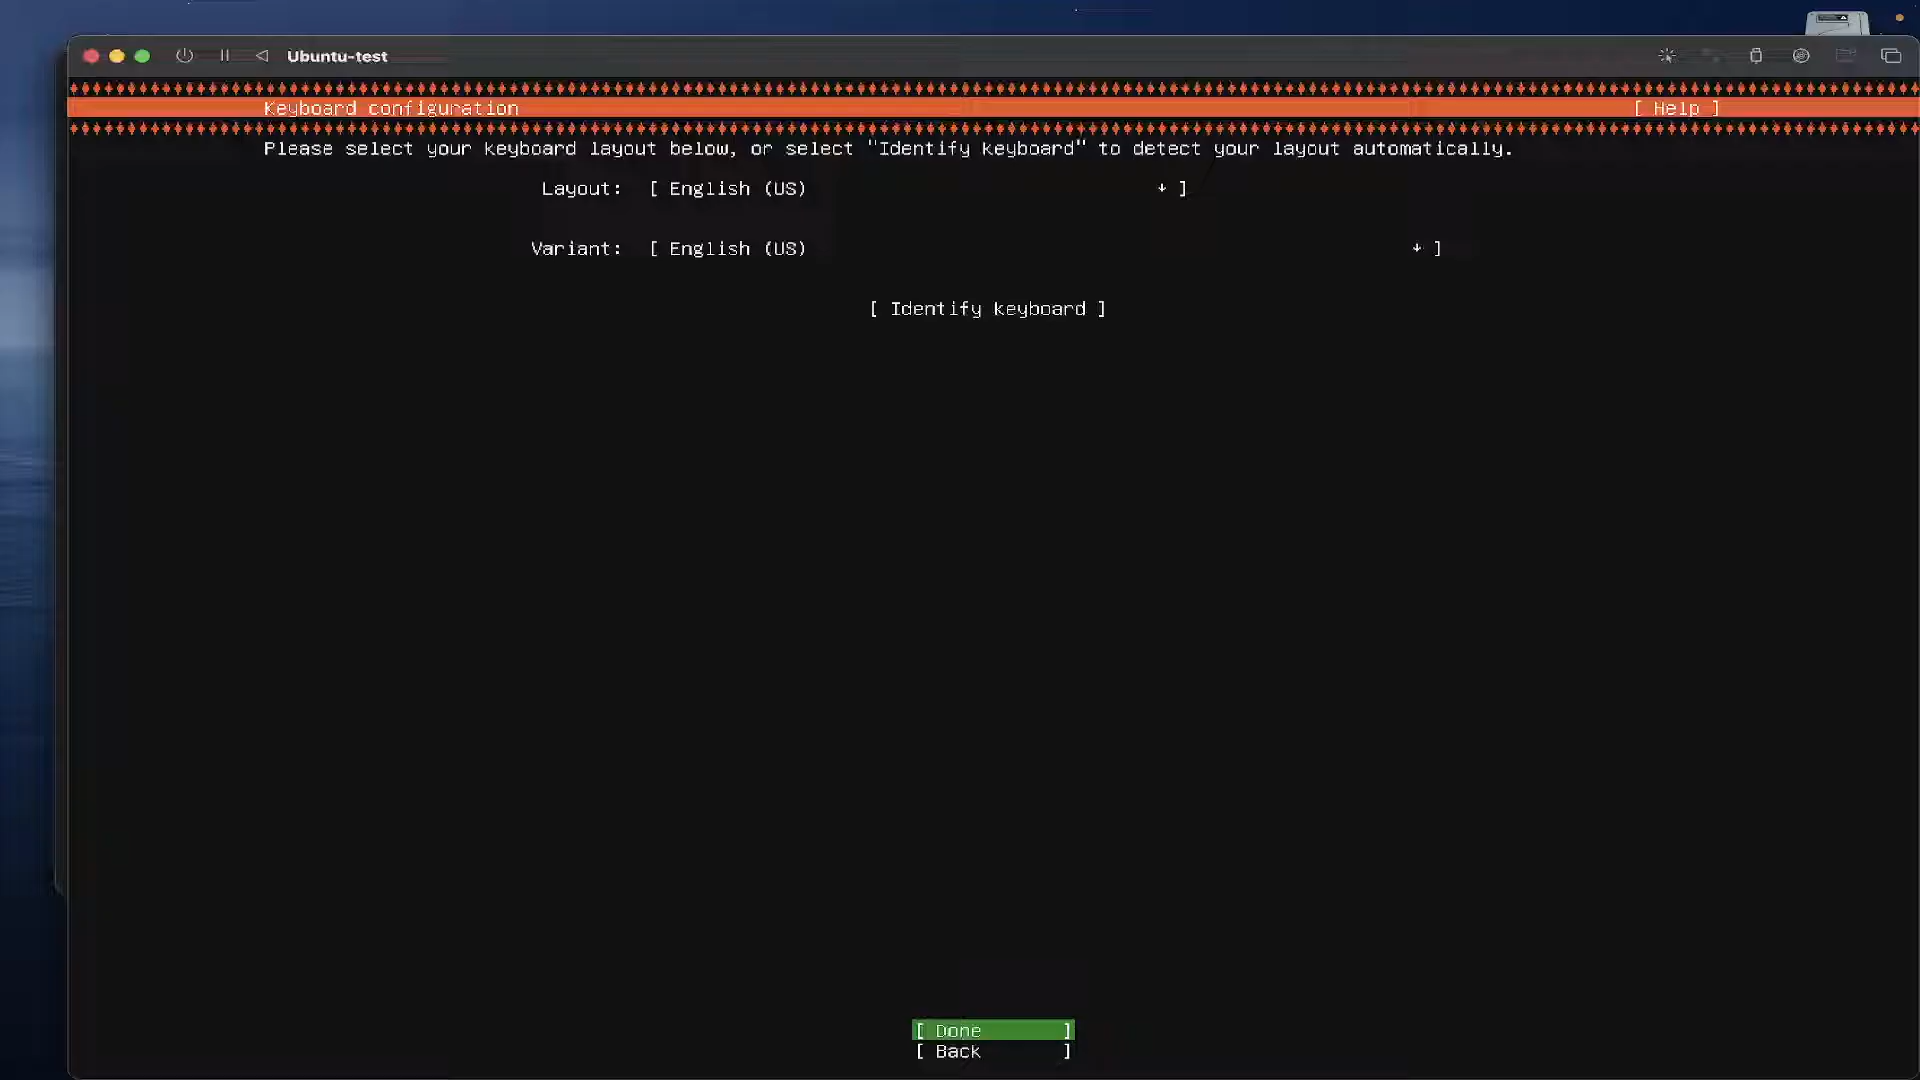 Ubuntu-test
Keyboard configuration [ Help ]
Please select your keyboard layout below, or select "Identify keyboard" to detect your layout automatically.
Layout: [ English (US) ]
Variant: [ English (US) ]
[ Identify keyboard ]
[ Done ]
[ Back ]